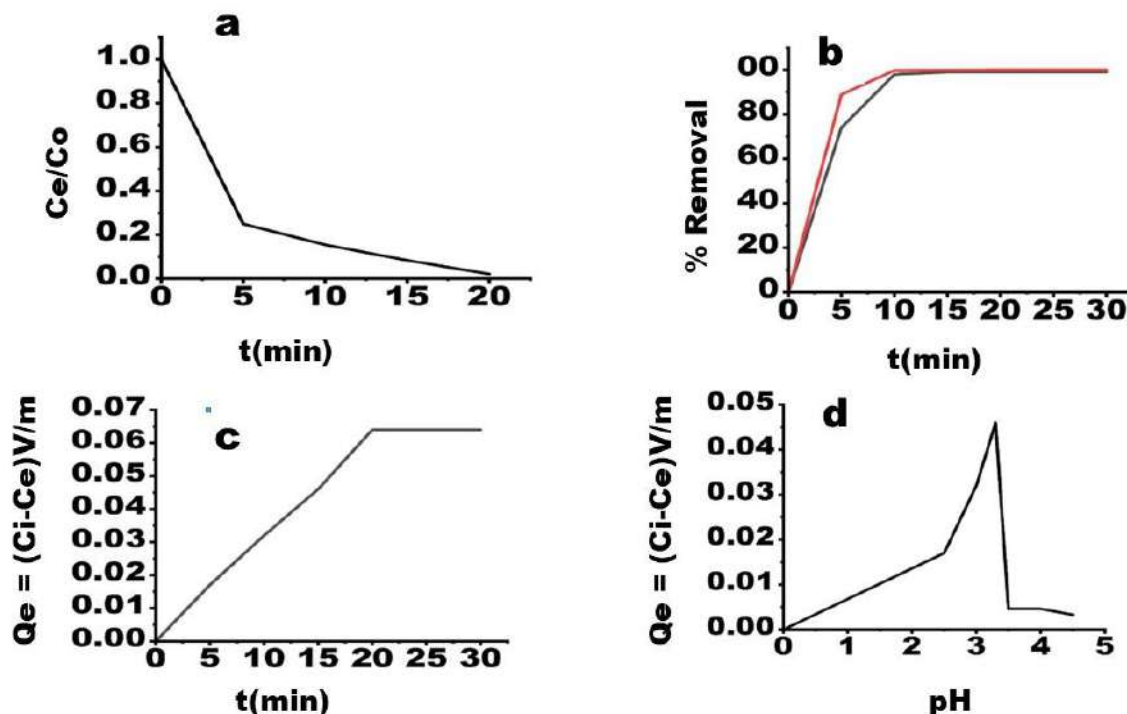 a
Ce/Co
1.0
0.8
0.6
0.4
0.2
0.0
0 5 10 15 20
t(min)
b
% Removal
00
80
60
40
20
0
0 5 10 15 20 25 30
t(min)
c
Qe = (Ci-Ce)V/m
0.07
0.06
0.05
0.04
0.03
0.02
0.01
0.00
0 5 10 15 20 25 30
t(min)
d
Qe = (Ci-Ce)V/m
0.05
0.04
0.03
0.02
0.01
0.00
0 1 2 3 4 5
pH